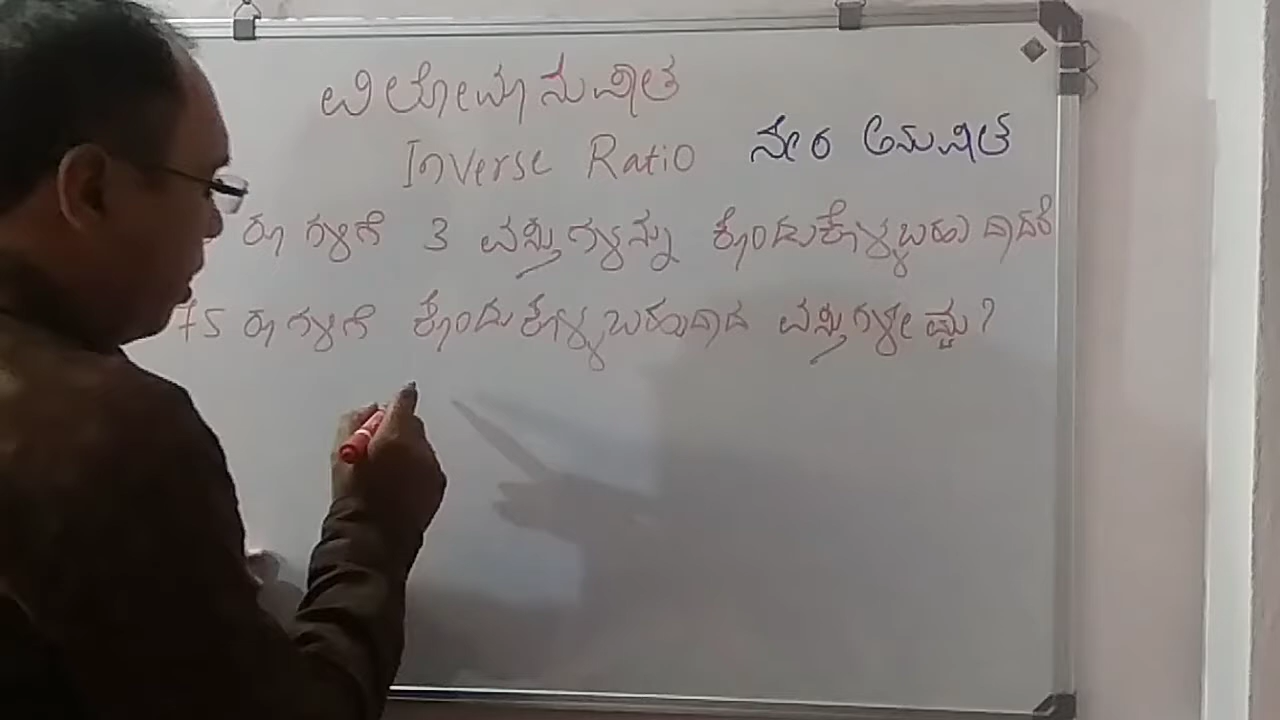 ವಿಲೋಮಾನುಪಾತ
Inverse Ratio ನೇರ ಅನುಪಾತ
ರೂ ಗಳಿಗೆ 3 ವಸ್ತುಗಳನ್ನು ಕೊಂಡುಕೊಳ್ಳಬಹುದಾದರೆ
75 ರೂ ಗಳಿಗೆ ಕೊಂಡುಕೊಳ್ಳಬಹುದಾದ ವಸ್ತುಗಳೇಷ್ಟು?